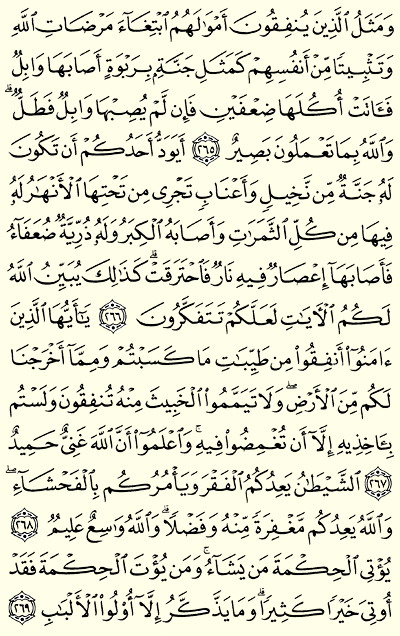 وَمَثَلُ ٱلَّذِينَ يُنفِقُونَ أَمْوَٰلَهُمُ ٱبْتِغَآءَ مَرْضَاتِ ٱللَّهِ
وَتَثْبِيتًا مِّنْ أَنفُسِهِمْ كَمَثَلِ جَنَّةٍۭ بِرَبْوَةٍ أَصَابَهَا وَابِلٌ
فَـَٔاتَتْ أُكُلَهَا ضِعْفَيْنِ فَإِن لَّمْ يُصِبْهَا وَابِلٌ فَطَلٌّ ۗ
وَٱللَّهُ بِمَا تَعْمَلُونَ بَصِيرٌ ﴿٢٦٥﴾ أَيَوَدُّ أَحَدُكُمْ أَن تَكُونَ
لَهُۥ جَنَّةٌ مِّن نَّخِيلٍ وَأَعْنَابٍ تَجْرِى مِن تَحْتِهَا ٱلْأَنْهَٰرُ لَهُۥ
فِيهَا مِن كُلِّ ٱلثَّمَرَٰتِ وَأَصَابَهُ ٱلْكِبَرُ وَلَهُۥ ذُرِّيَّةٌ ضُعَفَآءُ
فَأَصَابَهَآ إِعْصَارٌ فِيهِ نَارٌ فَٱحْتَرَقَتْ ۗ كَذَٰلِكَ يُبَيِّنُ ٱللَّهُ
لَكُمُ ٱلْـَٔايَٰتِ لَعَلَّكُمْ تَتَفَكَّرُونَ ﴿٢٦٦﴾ يَٰٓأَيُّهَا ٱلَّذِينَ
ءَامَنُوٓا۟ أَنفِقُوا۟ مِن طَيِّبَٰتِ مَا كَسَبْتُمْ وَمِمَّآ أَخْرَجْنَا
لَكُم مِّنَ ٱلْأَرْضِ ۖ وَلَا تَيَمَّمُوا۟ ٱلْخَبِيثَ مِنْهُ تُنفِقُونَ وَلَسْتُم
بِـَٔاخِذِيهِ إِلَّآ أَن تُغْمِضُوا۟ فِيهِ ۚ وَٱعْلَمُوٓا۟ أَنَّ ٱللَّهَ غَنِىٌّ حَمِيدٌ
﴿٢٦٧﴾ ٱلشَّيْطَٰنُ يَعِدُكُمُ ٱلْفَقْرَ وَيَأْمُرُكُم بِٱلْفَحْشَآءِ ۖ
وَٱللَّهُ يَعِدُكُم مَّغْفِرَةً مِّنْهُ وَفَضْلًا ۗ وَٱللَّهُ وَٰسِعٌ عَلِيمٌ ﴿٢٦٨﴾
يُؤْتِى ٱلْحِكْمَةَ مَن يَشَآءُ ۚ وَمَن يُؤْتَ ٱلْحِكْمَةَ فَقَدْ
أُوتِىَ خَيْرًا كَثِيرًا ۗ وَمَا يَذَّكَّرُ إِلَّآ أُو۟لُوا۟ ٱلْأَلْبَٰبِ ﴿٢٦٩﴾